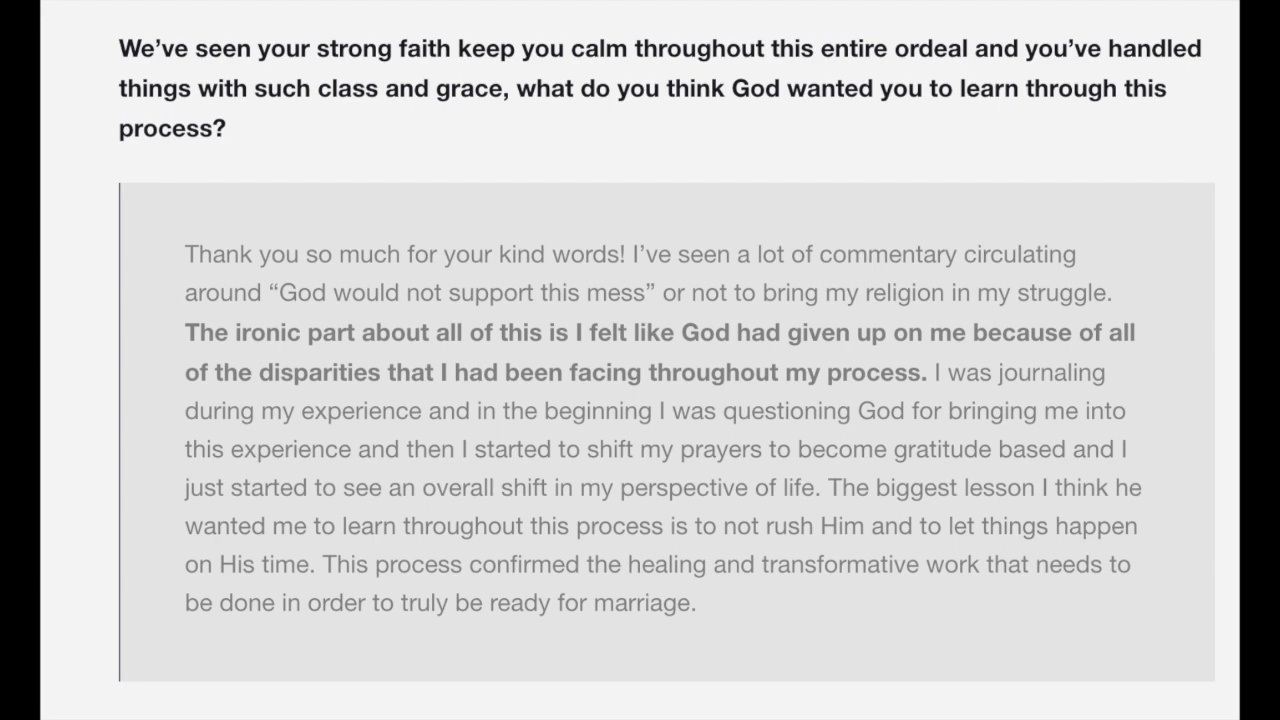 We’ve seen your strong faith keep you calm throughout this entire ordeal and you’ve handled
things with such class and grace, what do you think God wanted you to learn through this
process?
Thank you so much for your kind words! I’ve seen a lot of commentary circulating
around “God would not support this mess” or not to bring my religion in my struggle.
The ironic part about all of this is I felt like God had given up on me because of all
of the disparities that I had been facing throughout my process. I was journaling
during my experience and in the beginning I was questioning God for bringing me into
this experience and then I started to shift my prayers to become gratitude based and I
just started to see an overall shift in my perspective of life. The biggest lesson I think he
wanted me to learn throughout this process is to not rush Him and to let things happen
on His time. This process confirmed the healing and transformative work that needs to
be done in order to truly be ready for marriage.